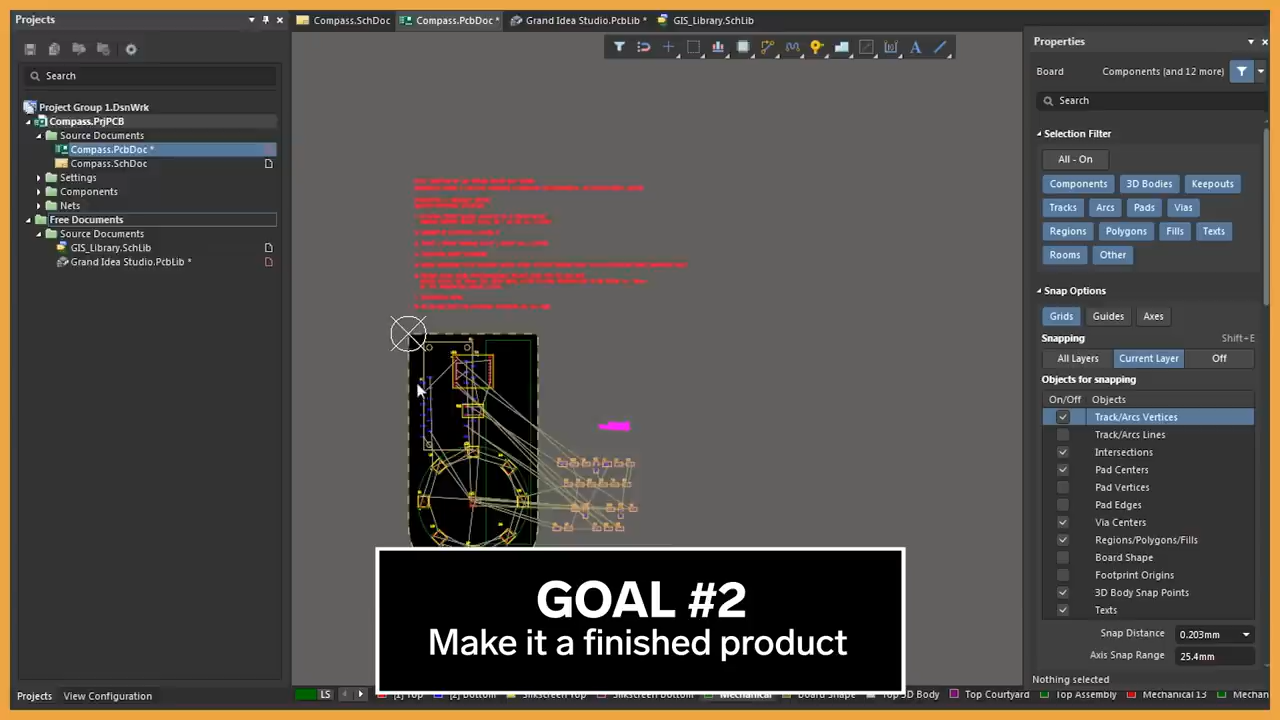 Projects
Compass.SchDoc
Compass.PcbDoc *
Grand Idea Studio.PcbLib *
GIS_Library.SchLib
Search
Project Group 1.DsnWrk
Compass.PrjPCB
Source Documents
Compass.PcbDoc *
Compass.SchDoc
Settings
Components
Nets
Free Documents
Source Documents
GIS_Library.SchLib
Grand Idea Studio.PcbLib *
Properties
Board Components (and 12 more)
Search
Selection Filter
All - On
Components 3D Bodies Keepouts
Tracks Arcs Pads Vias
Regions Polygons Fills Texts
Rooms Other
Snap Options
Grids Guides Axes
Snapping Shift+E
All Layers Current Layer Off
Objects for snapping
On/Off Objects
Track/Arcs Vertices
Track/Arcs Lines
Intersections
Pad Centers
Pad Vertices
Pad Edges
Via Centers
Regions/Polygons/Fills
Board Shape
Footprint Origins
3D Body Snap Points
Texts
Snap Distance 0.203mm
Axis Snap Range 25.4mm
Nothing selected
GOAL #2
Make it a finished product
Projects View Configuration
LS
Top Courtyard
Top Assembly
Mechanical 13
Mechan